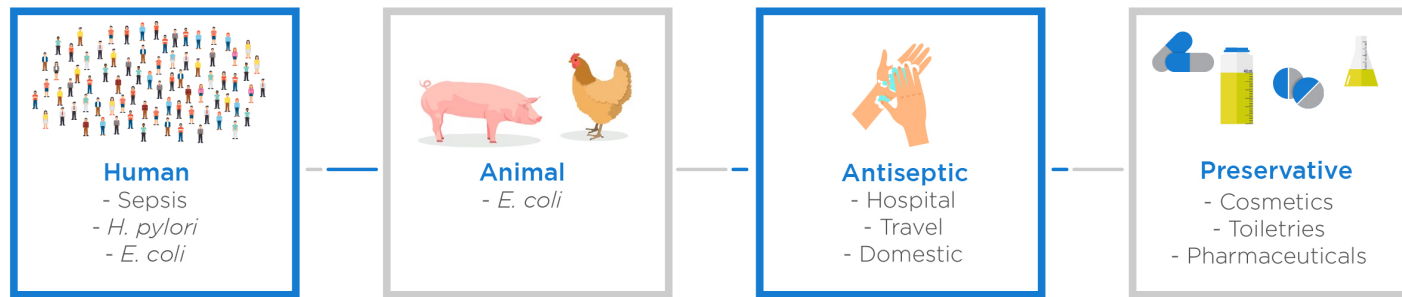 Human
- Sepsis
- H. pylori
- E. coli
Animal
- E. coli
Antiseptic
- Hospital
- Travel
- Domestic
Preservative
- Cosmetics
- Toiletries
- Pharmaceuticals